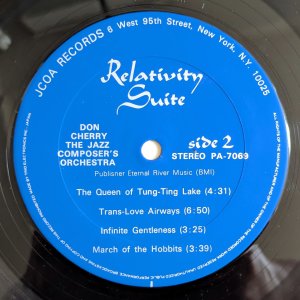 JCOA RECORDS 6 West 95th Street, New York, N.Y. 10025
Relativity
Suite
DON
CHERRY
THE JAZZ
COMPOSER'S
ORCHESTRA
side 2
STEREO PA-7069
Publisher Eternal River Music (BMI)
The Queen of Tung-Ting Lake (4:31)
Trans-Love Airways (6:50)
Infinite Gentleness (3:25)
March of the Hobbits (3:39)